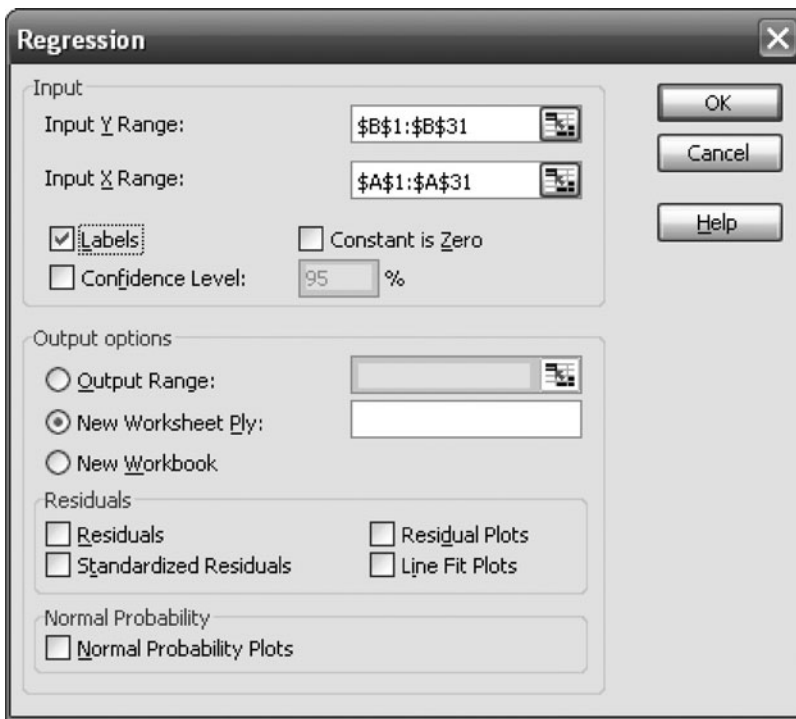 Regression
Input
Input Y Range:
$B$1:$B$31
Input X Range:
$A$1:$A$31
Labels
Constant is Zero
Confidence Level:
95
%
OK
Cancel
Help
Output options
Output Range:
New Worksheet Ply:
New Workbook
Residuals
Residuals
Residual Plots
Standardized Residuals
Line Fit Plots
Normal Probability
Normal Probability Plots